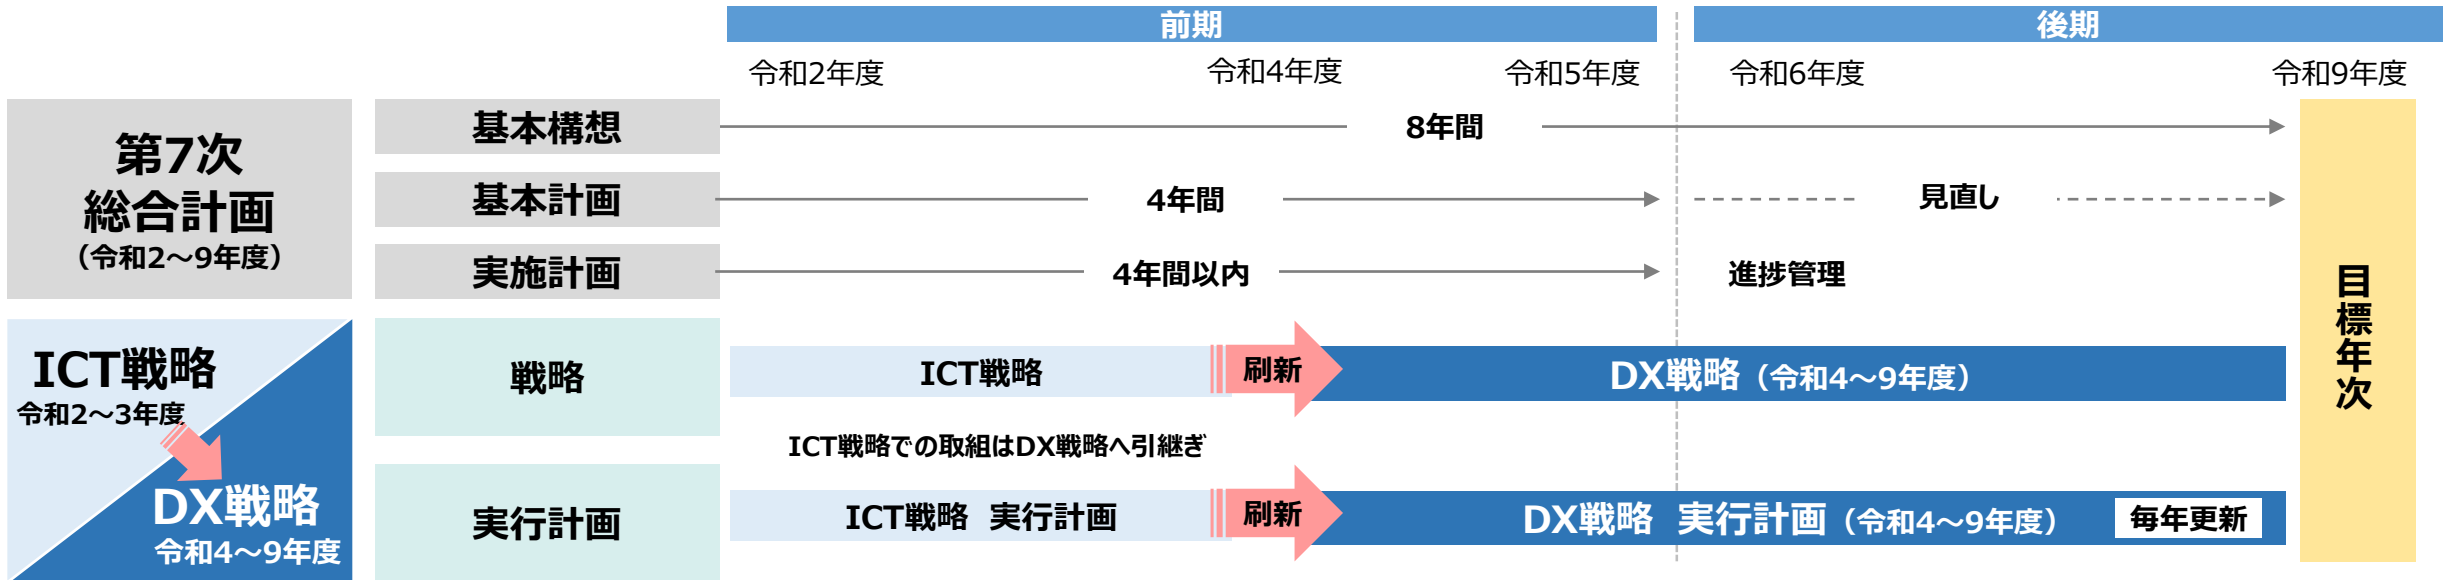 前期
後期
令和2年度
令和4年度
令和5年度
令和6年度
令和9年度
第7次
総合計画
（令和2～9年度）
基本構想
8年間
基本計画
4年間
見直し
実施計画
4年間以内
進捗管理
目標年次
ICT戦略
令和2～3年度
DX戦略
令和4～9年度
戦略
ICT戦略
刷新
DX戦略（令和4～9年度）
ICT戦略での取組はDX戦略へ引継ぎ
実行計画
ICT戦略 実行計画
刷新
DX戦略 実行計画（令和4～9年度）
毎年更新